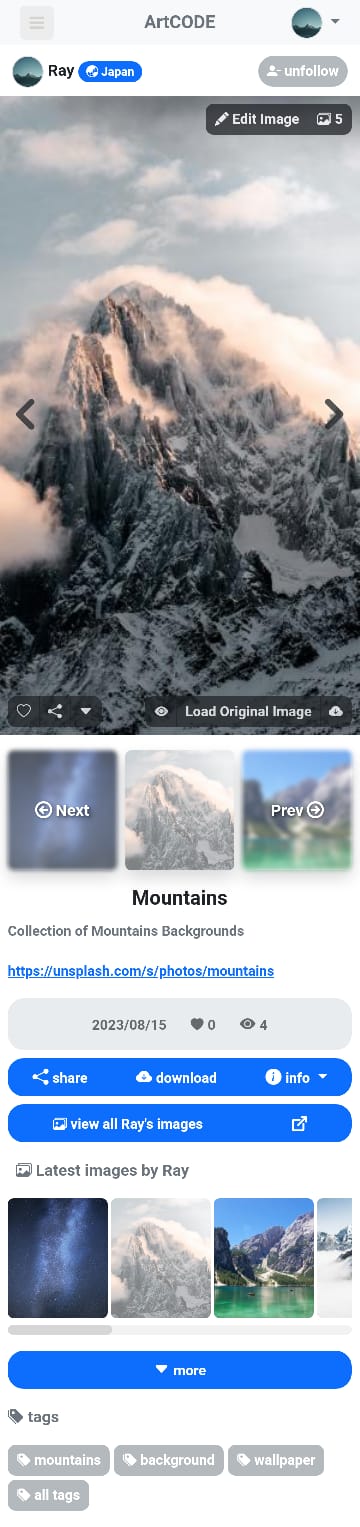 ArtCODE
Ray Japan unfollow
Edit Image 5
Load Original Image
Next Prev
Mountains
Collection of Mountains Backgrounds
https://unsplash.com/s/photos/mountains
2023/08/15 0 4
share download info
view all Ray's images
Latest images by Ray
more
tags
mountains background wallpaper
all tags